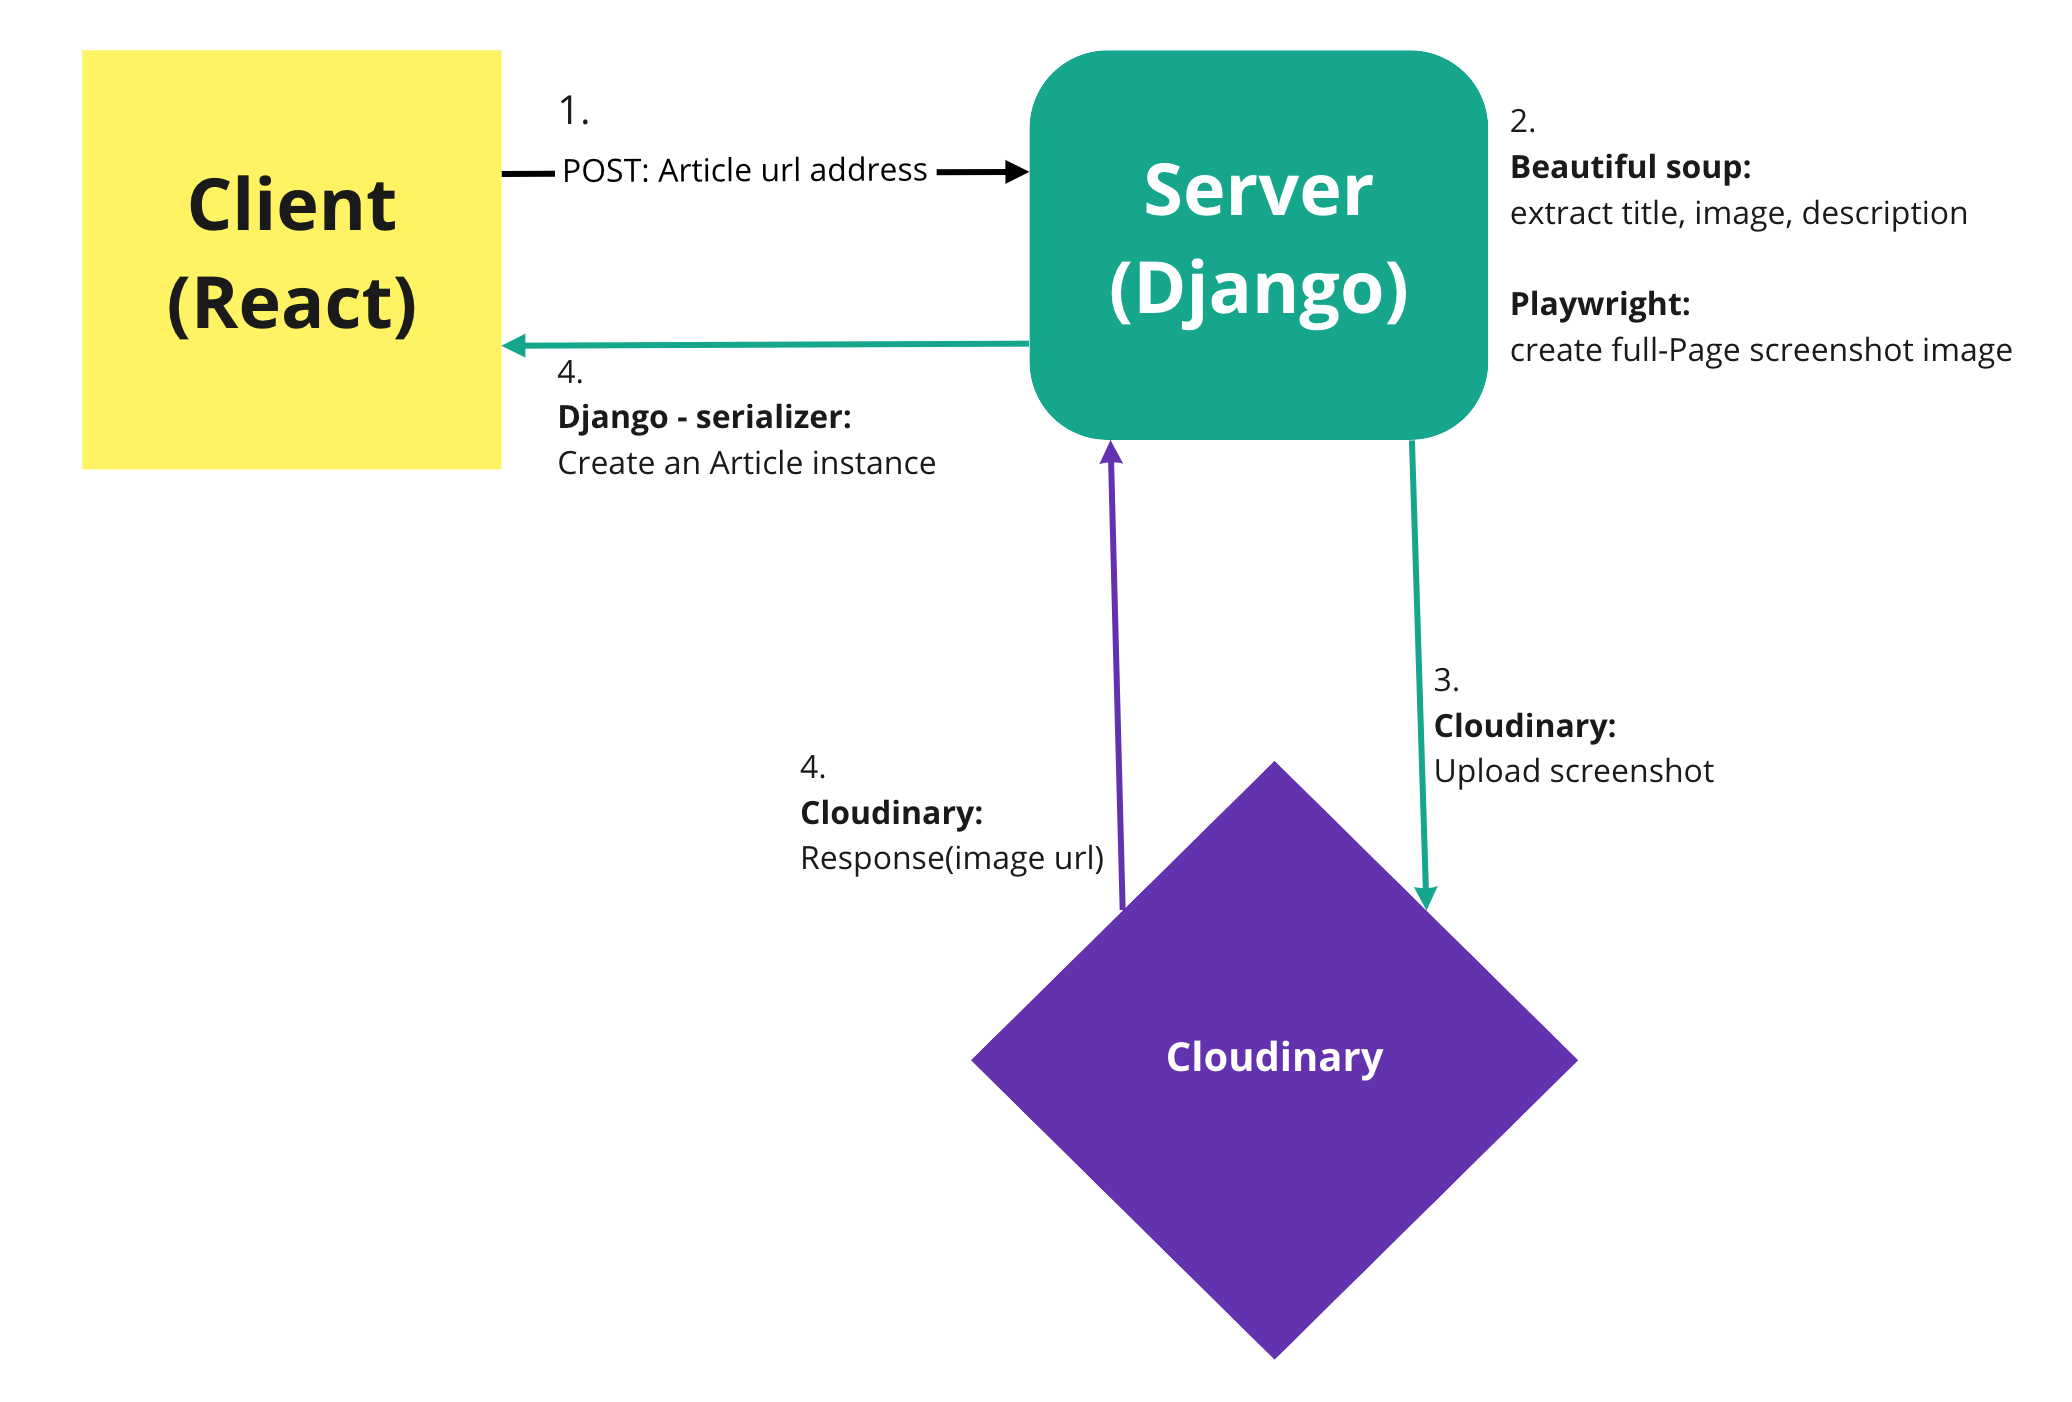 Client
(React)
1.
POST: Article url address
Server
(Django)
2.
Beautiful soup:
extract title, image, description
Playwright:
create full-Page screenshot image
4.
Django - serializer:
Create an Article instance
3.
Cloudinary:
Upload screenshot
4.
Cloudinary:
Response(image url)
Cloudinary